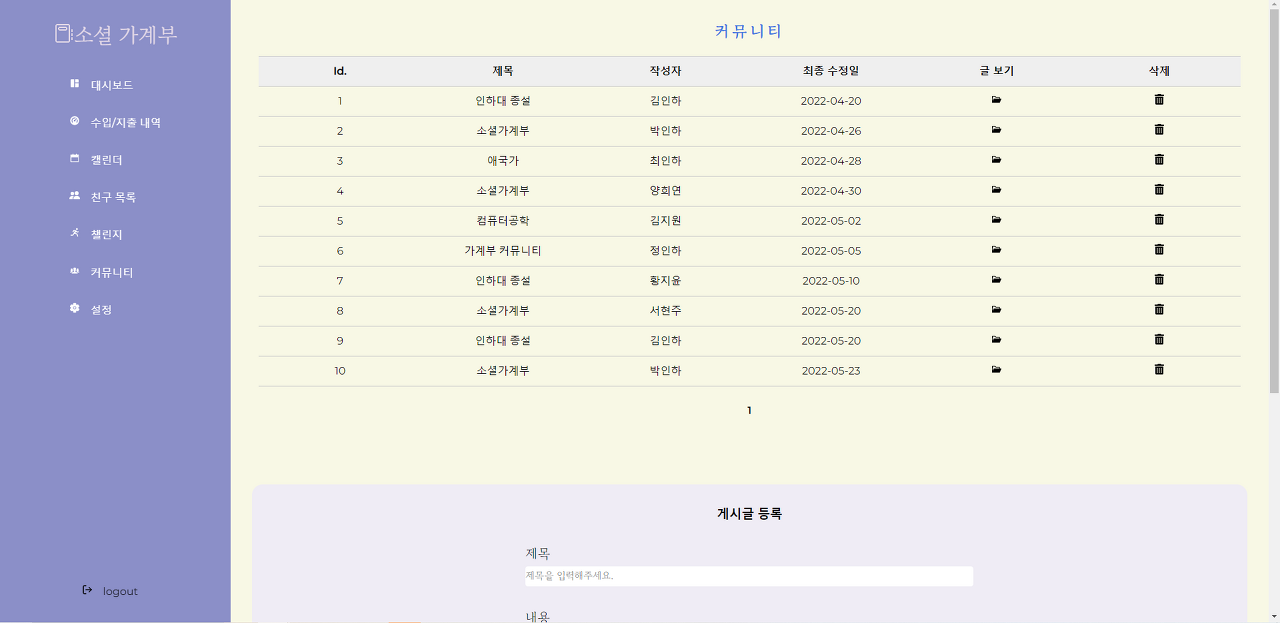 소셜 가계부
대시보드
수입/지출 내역
캘린더
친구 목록
챌린지
커뮤니티
설정
logout
커뮤니티
Id. 제목 작성자 최종 수정일 글 보기 삭제
1 인하대 종설 김인하 2022-04-20
2 소셜가계부 박인하 2022-04-26
3 애국가 최인하 2022-04-28
4 소셜가계부 양희연 2022-04-30
5 컴퓨터공학 김지원 2022-05-02
6 가계부 커뮤니티 정인하 2022-05-05
7 인하대 종설 황지윤 2022-05-10
8 소셜가계부 서현주 2022-05-20
9 인하대 종설 김인하 2022-05-20
10 소셜가계부 박인하 2022-05-23
1
게시글 등록
제목
제목을 입력해주세요.
내용